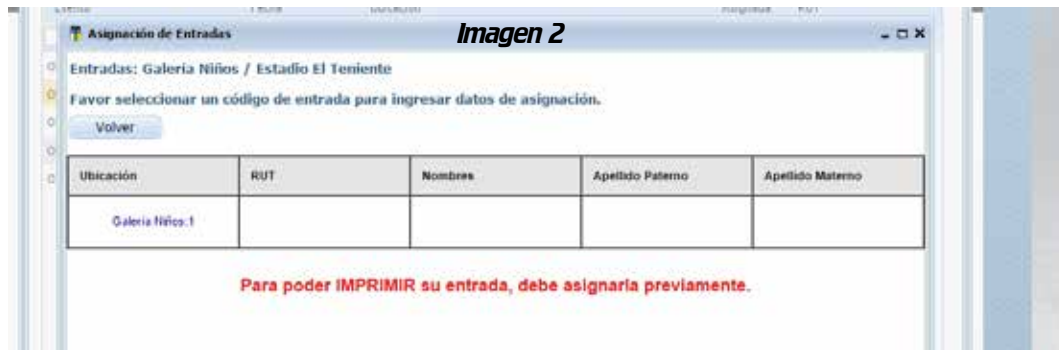 Imagen 2
Asignación de Entradas
Entradas: Galería Niños / Estadio El Teniente
Favor seleccionar un código de entrada para ingresar datos de asignación.
Volver
Ubicación RUT Nombres Apellido Paterno Apellido Materno
Galería Niños:1
Para poder IMPRIMIR su entrada, debe asignarla previamente.